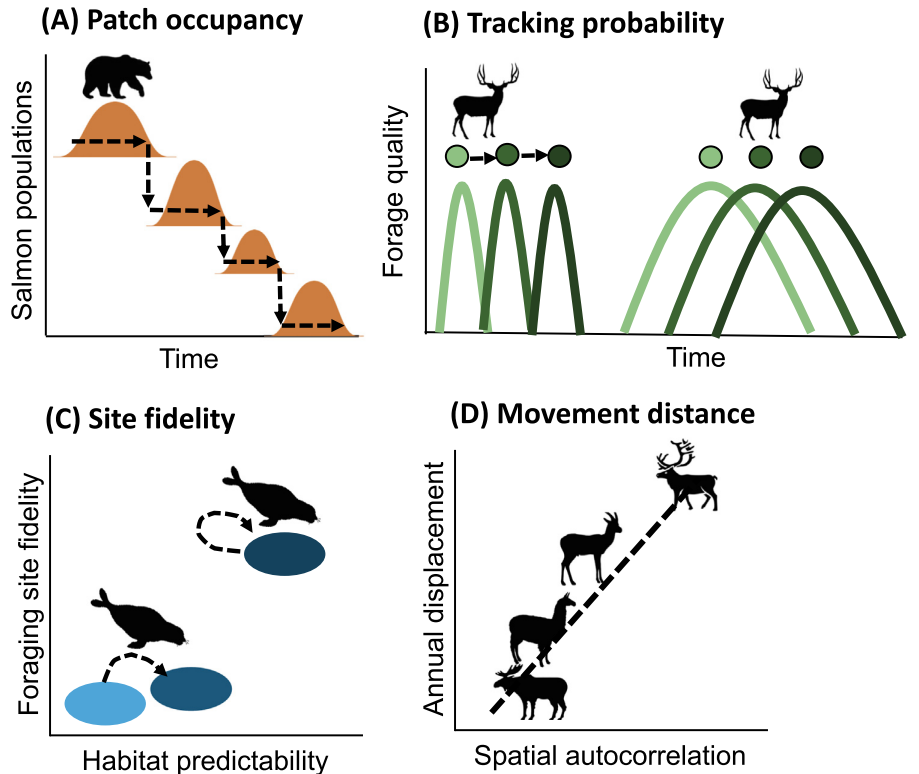 (A) Patch occupancy
Salmon populations
Time
(B) Tracking probability
Forage quality
Time
(C) Site fidelity
Foraging site fidelity
Habitat predictability
(D) Movement distance
Annual displacement
Spatial autocorrelation